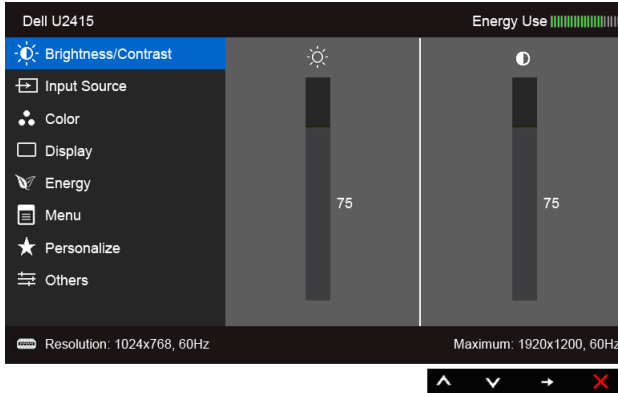 Dell U2415
Energy Use
Brightness/Contrast
Input Source
Color
Display
Energy
Menu
Personalize
Others
75
75
Resolution: 1024x768, 60Hz
Maximum: 1920x1200, 60Hz